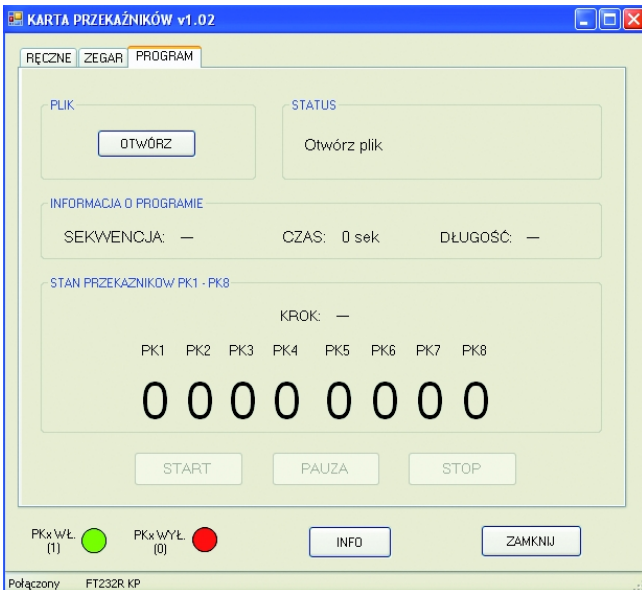 KARTA PRZEKAŹNIKÓW v1.02
RĘCZNE ZEGAR PROGRAM
PLIK
STATUS
OTWÓRZ
Otwórz plik
INFORMACJA O PROGRAMIE
SEKWENCJA: — CZAS: 0 sek DŁUGOŚĆ: —
STAN PRZEKAZNIKOW PK1 - PK8
KROK: —
PK1 PK2 PK3 PK4 PK5 PK6 PK7 PK8
0 0 0 0 0 0 0 0
START PAUZA STOP
PKx WŁ. (1)
PKx WYŁ. (0)
INFO
ZAMKNIJ
Połączony FT232R KP